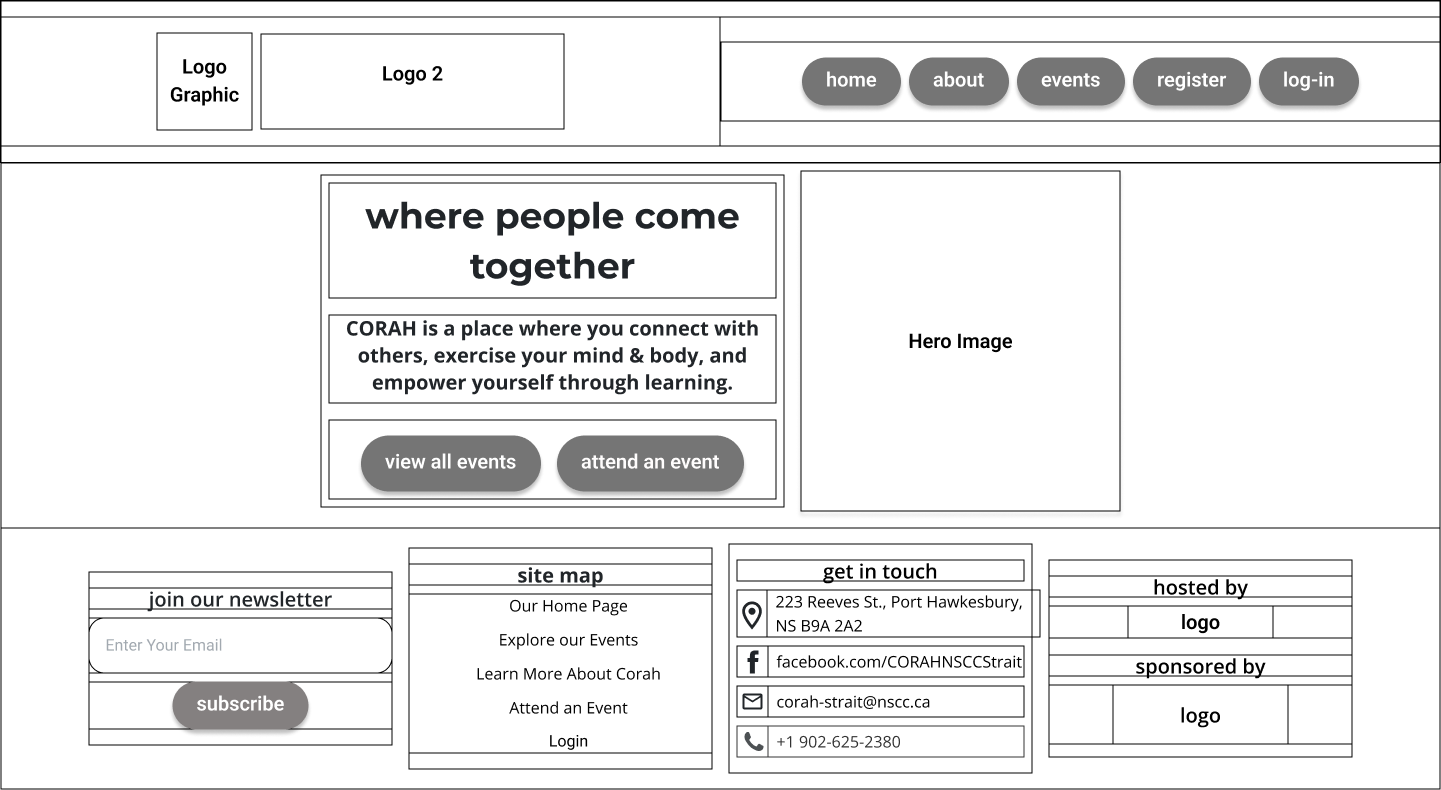 Logo
Graphic
Logo 2
home
about
events
register
log-in
where people come
together
CORAH is a place where you connect with
others, exercise your mind & body, and
empower yourself through learning.
view all events
attend an event
Hero Image
join our newsletter
Enter Your Email
subscribe
site map
Our Home Page
Explore our Events
Learn More About Corah
Attend an Event
Login
get in touch
223 Reeves St., Port Hawkesbury,
NS B9A 2A2
facebook.com/CORAHNSCCStrait
corah-strait@nscc.ca
+1 902-625-2380
hosted by
logo
sponsored by
logo